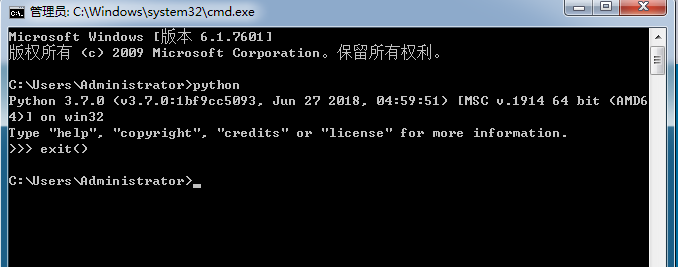 管理员: C:\Windows\system32\cmd.exe
Microsoft Windows [版本 6.1.7601]
版权所有 (c) 2009 Microsoft Corporation。保留所有权利。
C:\Users\Administrator>python
Python 3.7.0 (v3.7.0:1bf9cc5093, Jun 27 2018, 04:59:51) [MSC v.1914 64 bit (AMD6
4)] on win32
Type "help", "copyright", "credits" or "license" for more information.
>>> exit()
C:\Users\Administrator>_